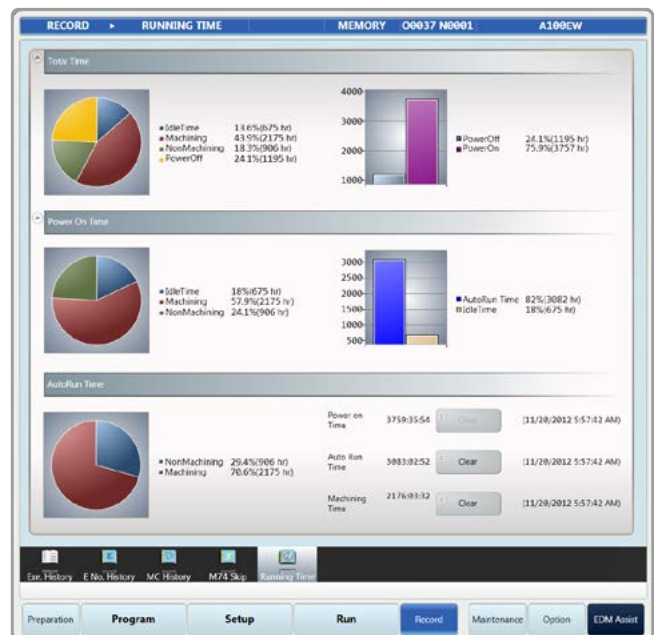 RECORD ▸ RUNNING TIME MEMORY O0037 N0001 A100EW
Total Time
IdleTime 13.6%(675 hr)
Machining 43.9%(2175 hr)
NonMachining 18.3%(906 hr)
PowerOff 24.1%(1195 hr)
4000
3000
2000
1000
PowerOff 24.1%(1195 hr)
PowerOn 75.9%(3757 hr)
Power On Time
IdleTime 18%(675 hr)
Machining 57.9%(2175 hr)
NonMachining 24.1%(906 hr)
3000
2500
2000
1500
1000
500
AutoRun Time 82%(3082 hr)
IdleTime 18%(675 hr)
AutoRun Time
NonMachining 29.4%(906 hr)
Machining 70.6%(2175 hr)
Power on Time 3759:35:54 Clear (11/20/2012 5:57:42 AM)
Auto Run Time 3083:02:52 Clear (11/20/2012 5:57:42 AM)
Machining Time 2176:03:32 Clear (11/20/2012 5:57:42 AM)
Exe. History E No. History MC History M74 Skip Running Time
Preparation Program Setup Run Record Maintenance Option EDM Assist